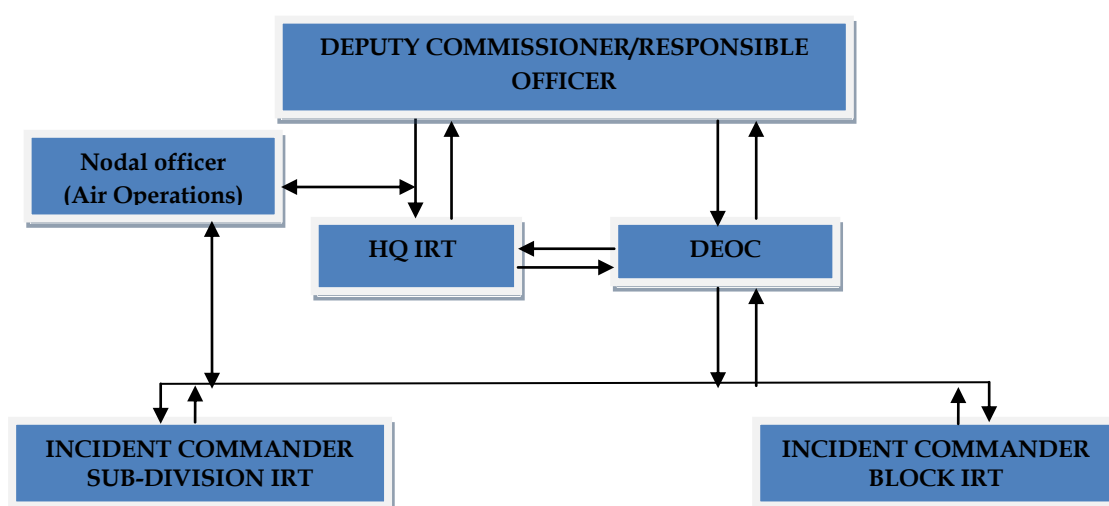 DEPUTY COMMISSIONER/RESPONSIBLE
OFFICER
Nodal officer
(Air Operations)
HQ IRT
DEOC
INCIDENT COMMANDER
SUB-DIVISION IRT
INCIDENT COMMANDER
BLOCK IRT